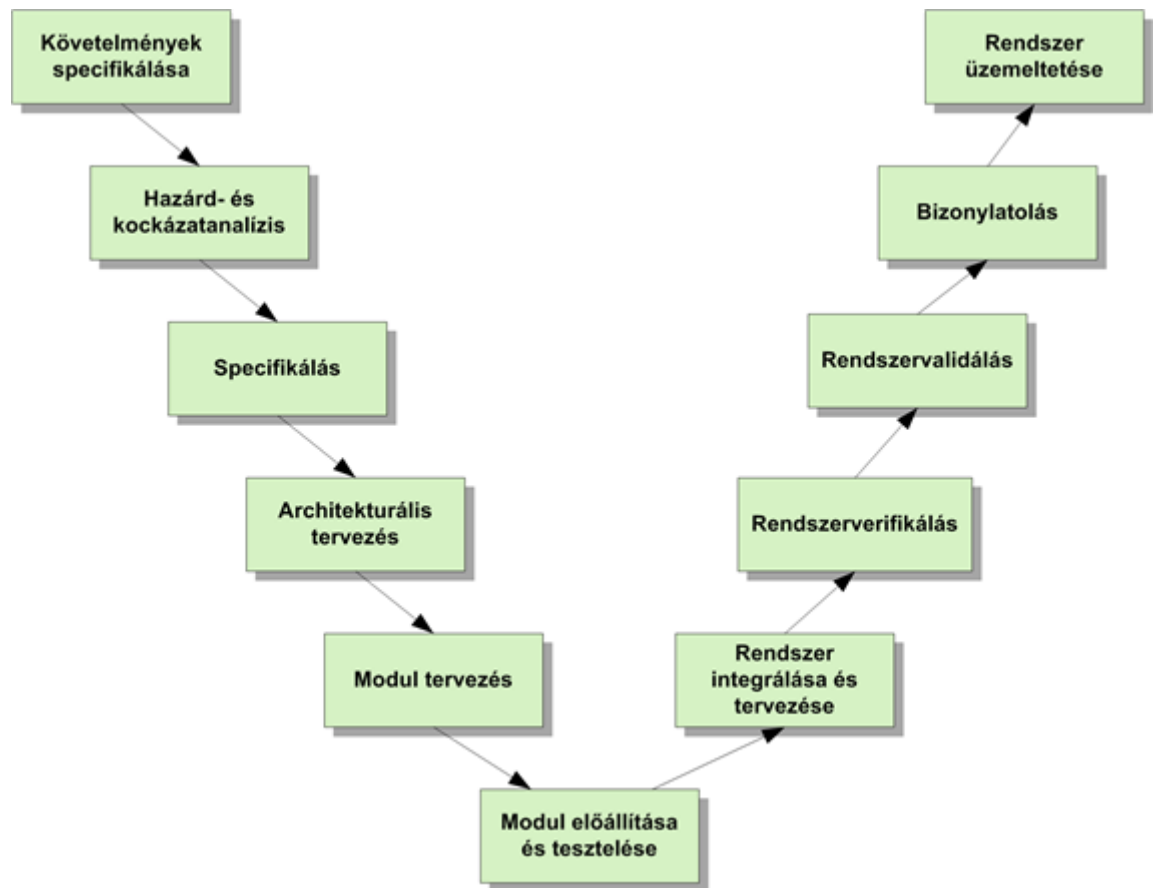 Követelmények
specifikálása
Hazárd- és
kockázatanalízis
Specifikálás
Architekturális
tervezés
Modul tervezés
Modul előállítása
és tesztelése
Rendszer
integrálása és
tervezése
Rendszerverifikálás
Rendszervalidálás
Bizonylatolás
Rendszer
üzemeltetése